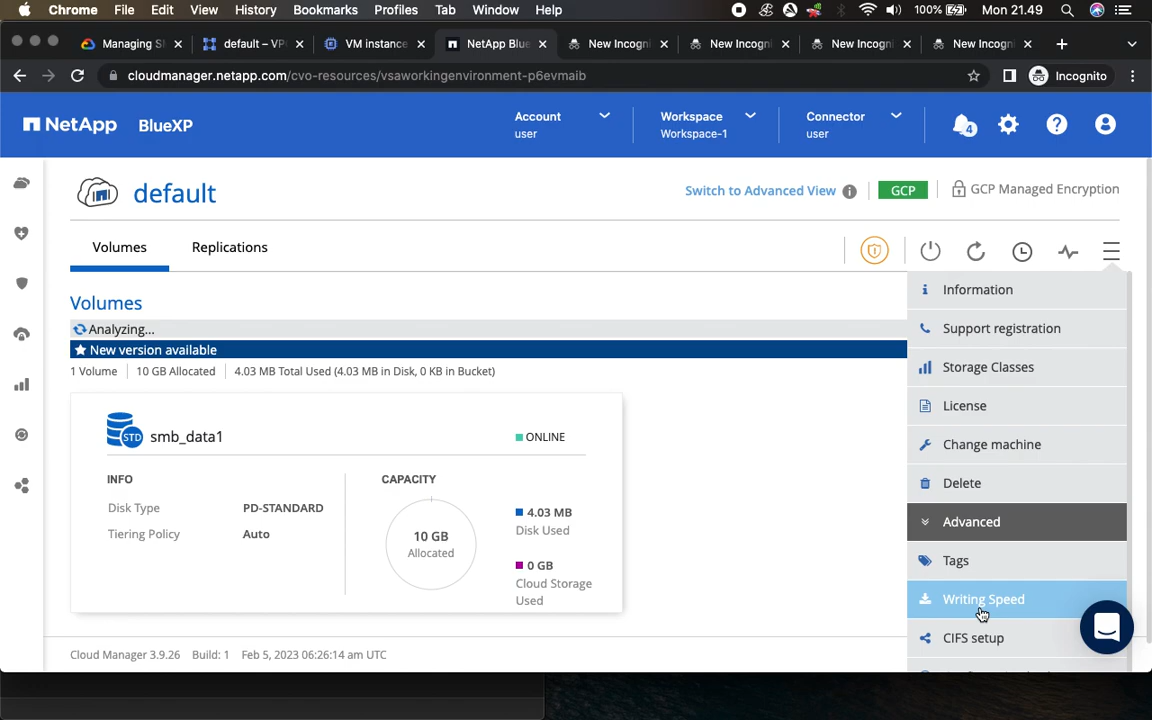 Chrome File Edit View History Bookmarks Profiles Tab Window Help 100% Mon 21.49
Managing S
default – VP
VM instance
NetApp Blue
New Incogni
New Incogni
New Incogni
New Incogni
cloudmanager.netapp.com/cvo-resources/vsaworkingenvironment-p6evmaib
Incognito
NetApp BlueXP
Account
user
Workspace
Workspace-1
Connector
user
4
default
Switch to Advanced View
GCP
GCP Managed Encryption
Volumes
Replications
Volumes
Analyzing...
New version available
1 Volume 10 GB Allocated 4.03 MB Total Used (4.03 MB in Disk, 0 KB in Bucket)
STD smb_data1
ONLINE
INFO
Disk Type PD-STANDARD
Tiering Policy Auto
CAPACITY
10 GB
Allocated
4.03 MB
Disk Used
0 GB
Cloud Storage
Used
Information
Support registration
Storage Classes
License
Change machine
Delete
Advanced
Tags
Writing Speed
CIFS setup
Cloud Manager 3.9.26 Build: 1 Feb 5, 2023 06:26:14 am UTC